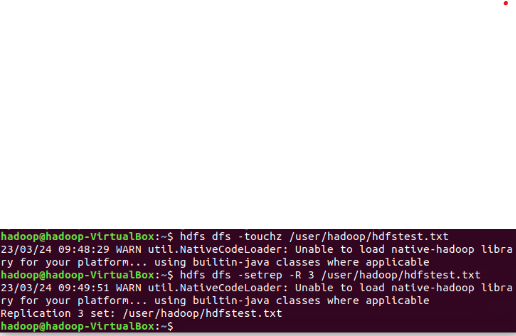 hadoop@hadoop-VirtualBox:~$ hdfs dfs -touchz /user/hadoop/hdfstest.txt
23/03/24 09:48:29 WARN util.NativeCodeLoader: Unable to load native-hadoop libra
ry for your platform... using builtin-java classes where applicable
hadoop@hadoop-VirtualBox:~$ hdfs dfs -setrep -R 3 /user/hadoop/hdfstest.txt
23/03/24 09:49:51 WARN util.NativeCodeLoader: Unable to load native-hadoop libra
ry for your platform... using builtin-java classes where applicable
Replication 3 set: /user/hadoop/hdfstest.txt
hadoop@hadoop-VirtualBox:~$